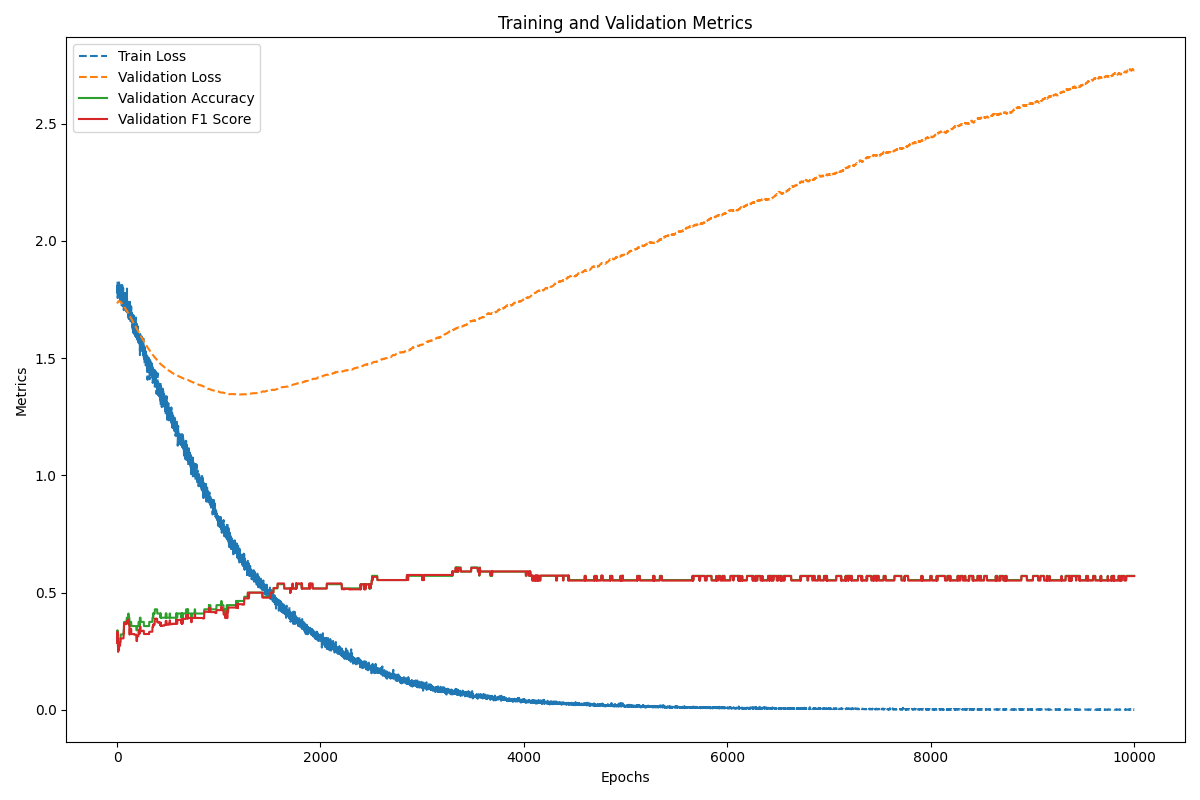 Training and Validation Metrics
Train Loss
Validation Loss
Validation Accuracy
Validation F1 Score
Metrics
2.5
2.0
1.5
1.0
0.5
0.0
0
2000
4000
6000
8000
10000
Epochs